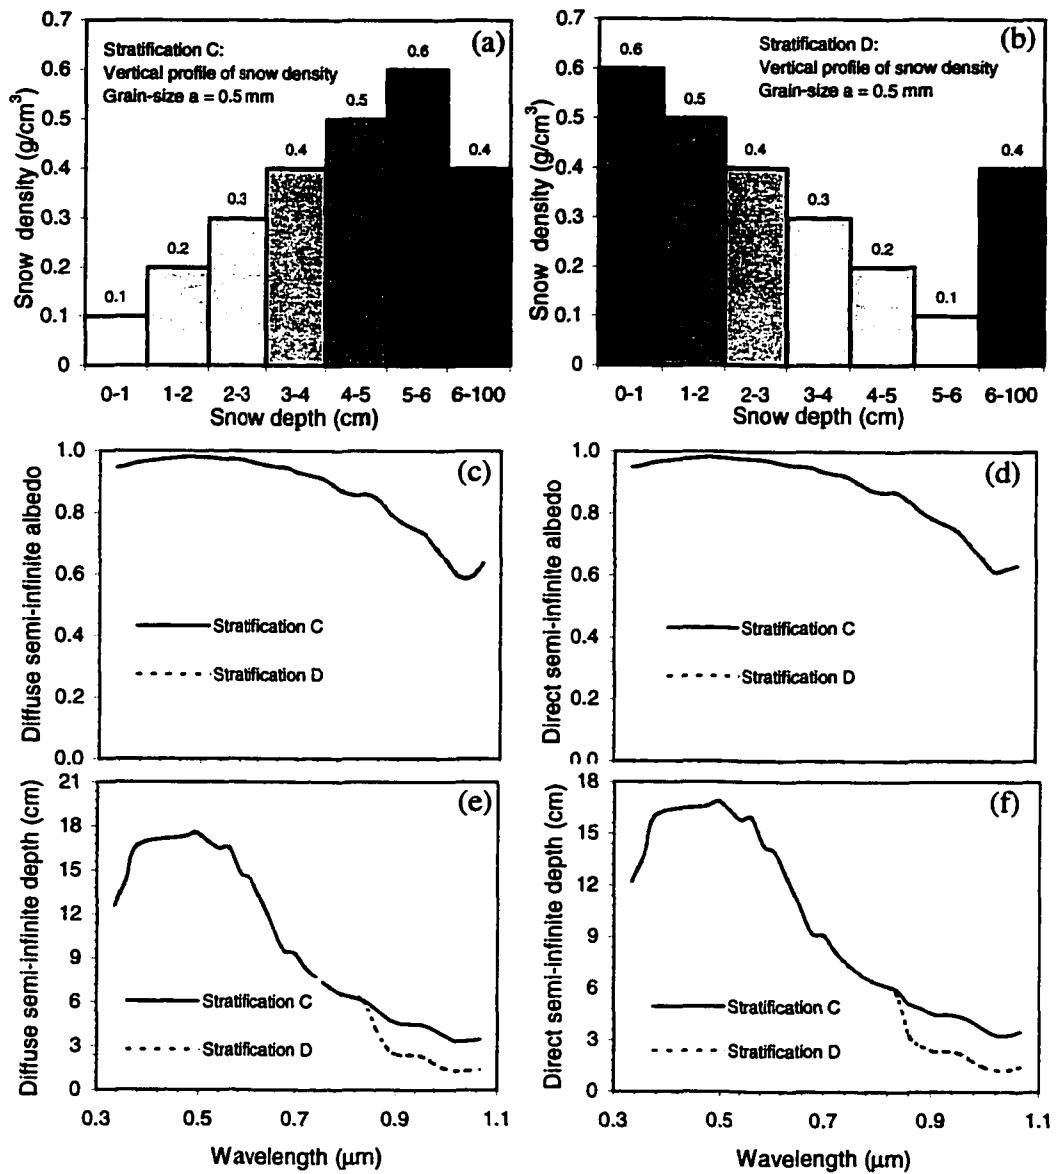 (a)
Stratification C:
Vertical profile of snow density
Grain-size a = 0.5 mm
Snow density (g/cm³)
0.7
0.6
0.5
0.4
0.3
0.2
0.1
0
0.1
0.2
0.3
0.4
0.5
0.6
0.4
0-1 1-2 2-3 3-4 4-5 5-6 6-100
Snow depth (cm)
(b)
Stratification D:
Vertical profile of snow density
Grain-size a = 0.5 mm
Snow density (g/cm³)
0.7
0.6
0.5
0.4
0.3
0.2
0.1
0
0.6
0.5
0.4
0.3
0.2
0.1
0.4
0-1 1-2 2-3 3-4 4-5 5-6 6-100
Snow depth (cm)
(c)
Diffuse semi-infinite albedo
1.0
0.8
0.6
0.4
0.2
0.0
Stratification C
Stratification D
(d)
Direct semi-infinite albedo
1.0
0.8
0.6
0.4
0.2
0.0
Stratification C
Stratification D
(e)
Diffuse semi-infinite depth (cm)
21
18
15
12
9
6
3
0
Stratification C
Stratification D
0.3 0.5 0.7 0.9 1.1
Wavelength (μm)
(f)
Direct semi-infinite depth (cm)
18
15
12
9
6
3
0
Stratification C
Stratification D
0.3 0.5 0.7 0.9 1.1
Wavelength (μm)